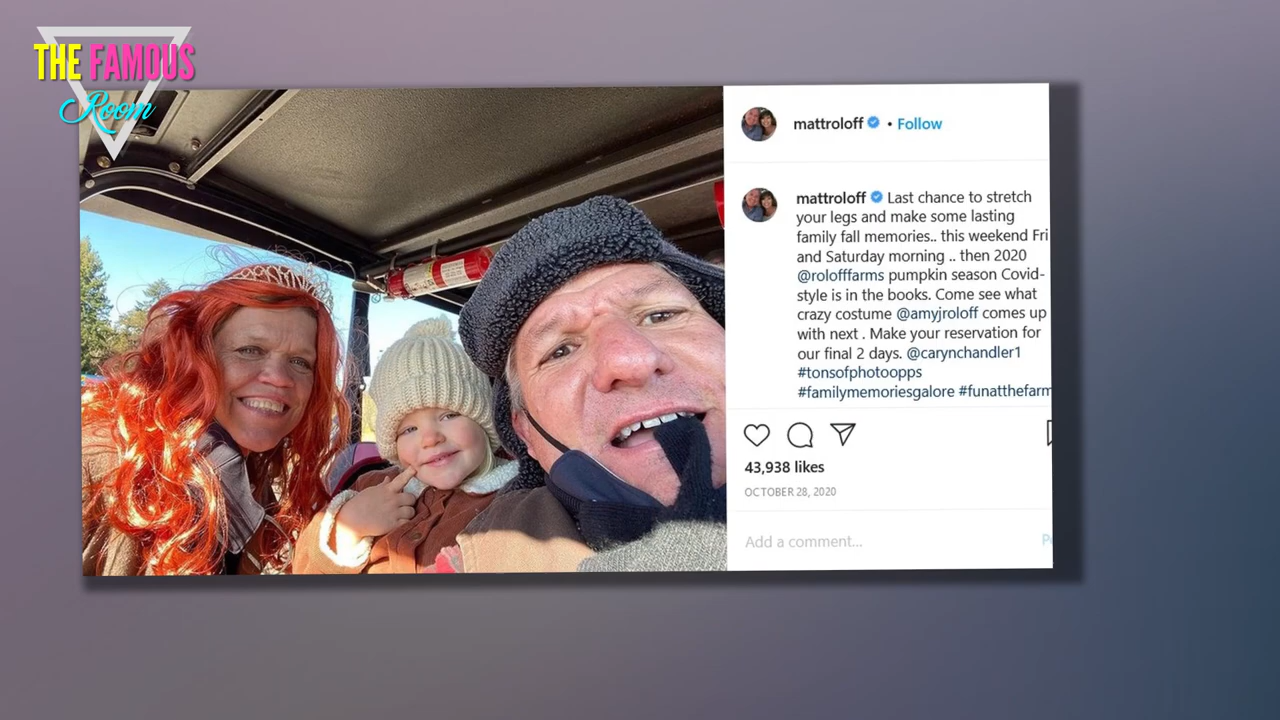 THE FAMOUS
Room
mattroloff • Follow
mattroloff Last chance to stretch
your legs and make some lasting
family fall memories.. this weekend Fri
and Saturday morning .. then 2020
@rolofffarms pumpkin season Covid-
style is in the books. Come see what
crazy costume @amyjroloff comes up
with next . Make your reservation for
our final 2 days. @carynchandler1
#tonsofphotoopps
#familymemoriesgalore #funatthefarm
43,938 likes
OCTOBER 28, 2020
Add a comment...